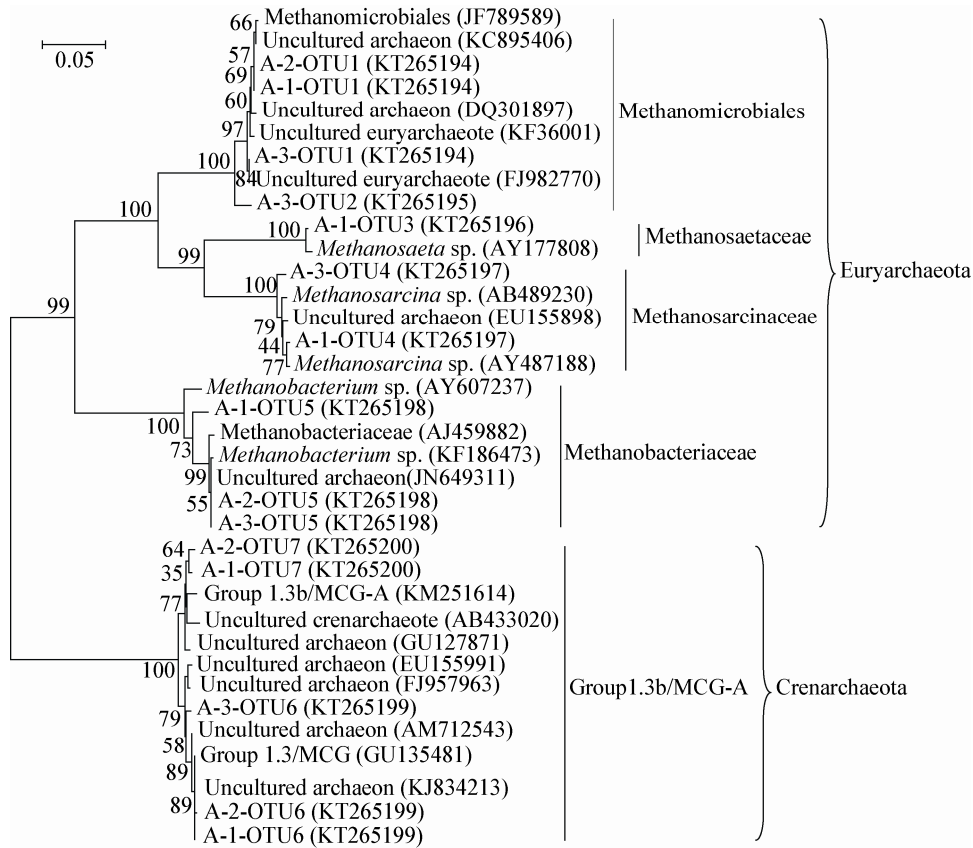 66 Methanomicrobiales (JF789589)
0.05
57 Uncultured archaeon (KC895406)
69 A-2-OTU1 (KT265194)
A-1-OTU1 (KT265194)
60 Uncultured archaeon (DQ301897)
Methanomicrobiales
97 Uncultured euryarchaeote (KF36001)
100 A-3-OTU1 (KT265194)
84 Uncultured euryarchaeote (FJ982770)
A-3-OTU2 (KT265195)
100
100 A-1-OTU3 (KT265196)
Methanosaetaceae
Methanosaeta sp. (AY177808)
99
A-3-OTU4 (KT265197)
Euryarchaeota
100
Methanosarcina sp. (AB489230)
99
Uncultured archaeon (EU155898)
Methanosarcinaceae
79
44 A-1-OTU4 (KT265197)
77 Methanosarcina sp. (AY487188)
Methanobacterium sp. (AY607237)
A-1-OTU5 (KT265198)
100
Methanobacteriaceae (AJ459882)
73
Methanobacterium sp. (KF186473)
Methanobacteriaceae
99 Uncultured archaeon(JN649311)
55 A-2-OTU5 (KT265198)
A-3-OTU5 (KT265198)
64 A-2-OTU7 (KT265200)
35 A-1-OTU7 (KT265200)
77 Group 1.3b/MCG-A (KM251614)
Uncultured crenarchaeote (AB433020)
Uncultured archaeon (GU127871)
100 Uncultured archaeon (EU155991)
Uncultured archaeon (FJ957963)
Group1.3b/MCG-A
Crenarchaeota
A-3-OTU6 (KT265199)
79
Uncultured archaeon (AM712543)
58
Group 1.3/MCG (GU135481)
89
Uncultured archaeon (KJ834213)
89
A-2-OTU6 (KT265199)
A-1-OTU6 (KT265199)